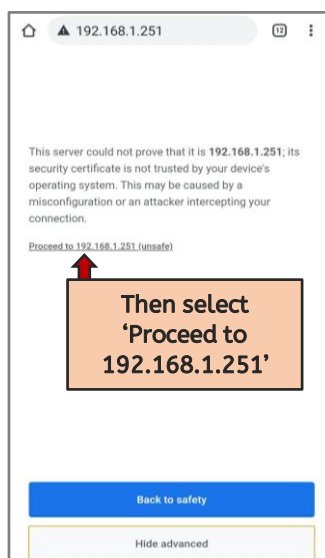 192.168.1.251
12
This server could not prove that it is 192.168.1.251; its
security certificate is not trusted by your device's
operating system. This may be caused by a
misconfiguration or an attacker intercepting your
connection.
Proceed to 192.168.1.251 (unsafe)
Then select
‘Proceed to
192.168.1.251’
Back to safety
Hide advanced